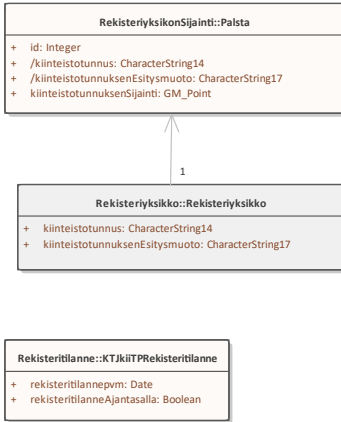 RekisteriyksikonSijainti::Palsta
+ id: Integer
+ /kiinteistotunnus: CharacterString14
+ /kiinteistotunnuksenEsitysmuoto: CharacterString17
+ kiinteistotunnuksenSijainti: GM_Point
1
Rekisteriyksikko::Rekisteriyksikko
+ kiinteistotunnus: CharacterString14
+ kiinteistotunnuksenEsitysmuoto: CharacterString17
Rekisteritilanne::KTJkiiTPRekisteritilanne
+ rekisteritilannepvm: Date
+ rekisteritilanneAjantasalla: Boolean